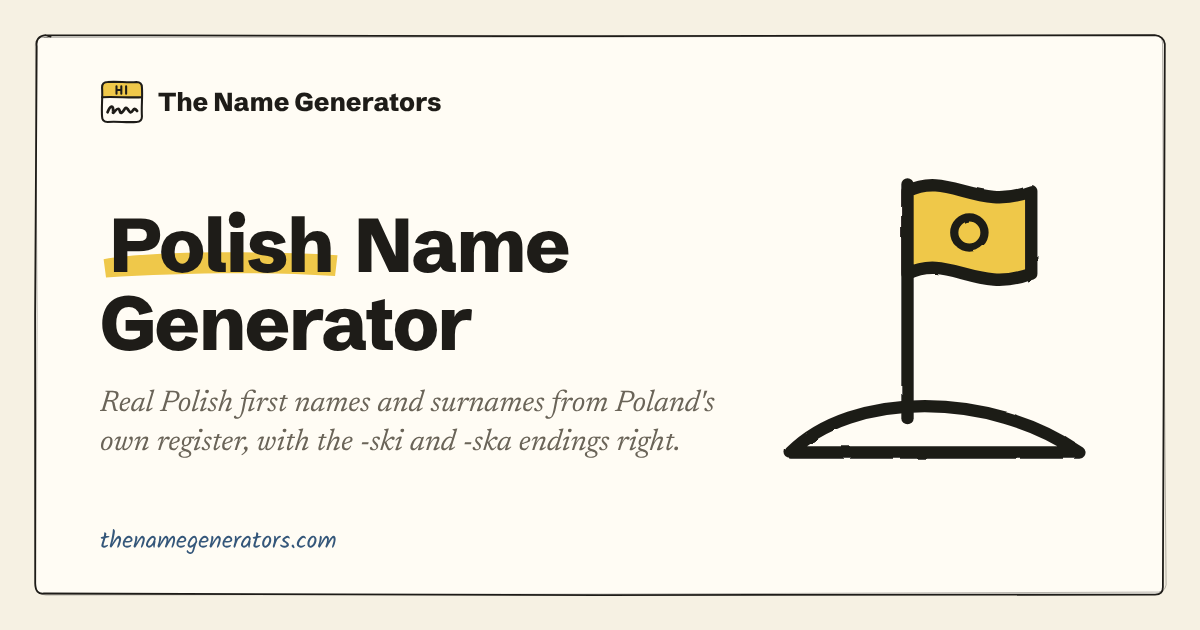 HI
The Name Generators
Polish Name
Generator
Real Polish first names and surnames from Poland's
own register, with the -ski and -ska endings right.
thenamegenerators.com